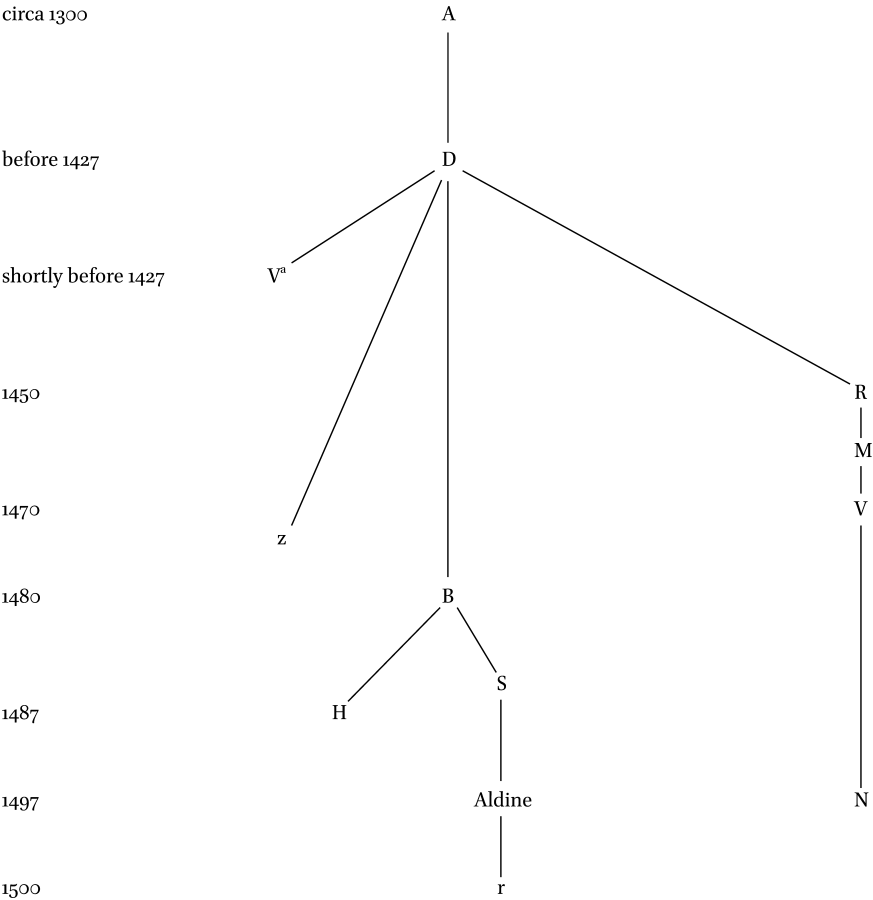 circa 1300 A
before 1427 D
shortly before 1427 Vᵃ
1450 R
M
1470 V
z
1480 B
S
1487 H
1497 Aldine N
1500 r